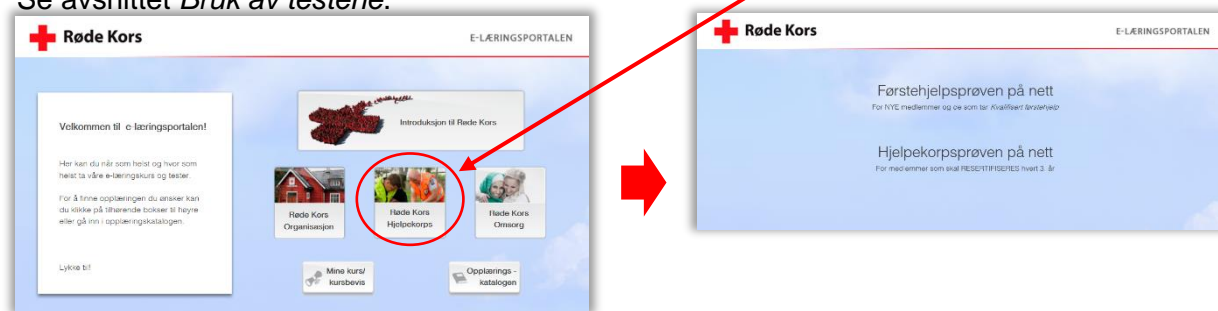 Se avsnittet Bruk av testene.
Røde Kors
E-LÆRINGSPORTALEN
Velkommen til e-læringsportalen!
Her kan du når som helst og hvor som
helst ta våre e-læringskurs og tester.
For å finne opplæringen du ønsker kan
du klikke på tilhørende bokser til høyre
eller gå inn i opplæringskatalogen.
Lykke til!
Introduksjon til Røde Kors
Røde Kors
Organisasjon
Røde Kors
Hjelpekorps
Røde Kors
Omsorg
Mine kurs/
kursbevis
Opplærings -
katalogen
Røde Kors
E-LÆRINGSPORTALEN
Førstehjelpsprøven på nett
For NYE medlemmer og de som tar Kvalifisert førstehjelp
Hjelpekorpsprøven på nett
For medlemmer som skal RESERTIFISERES hvert 3. år